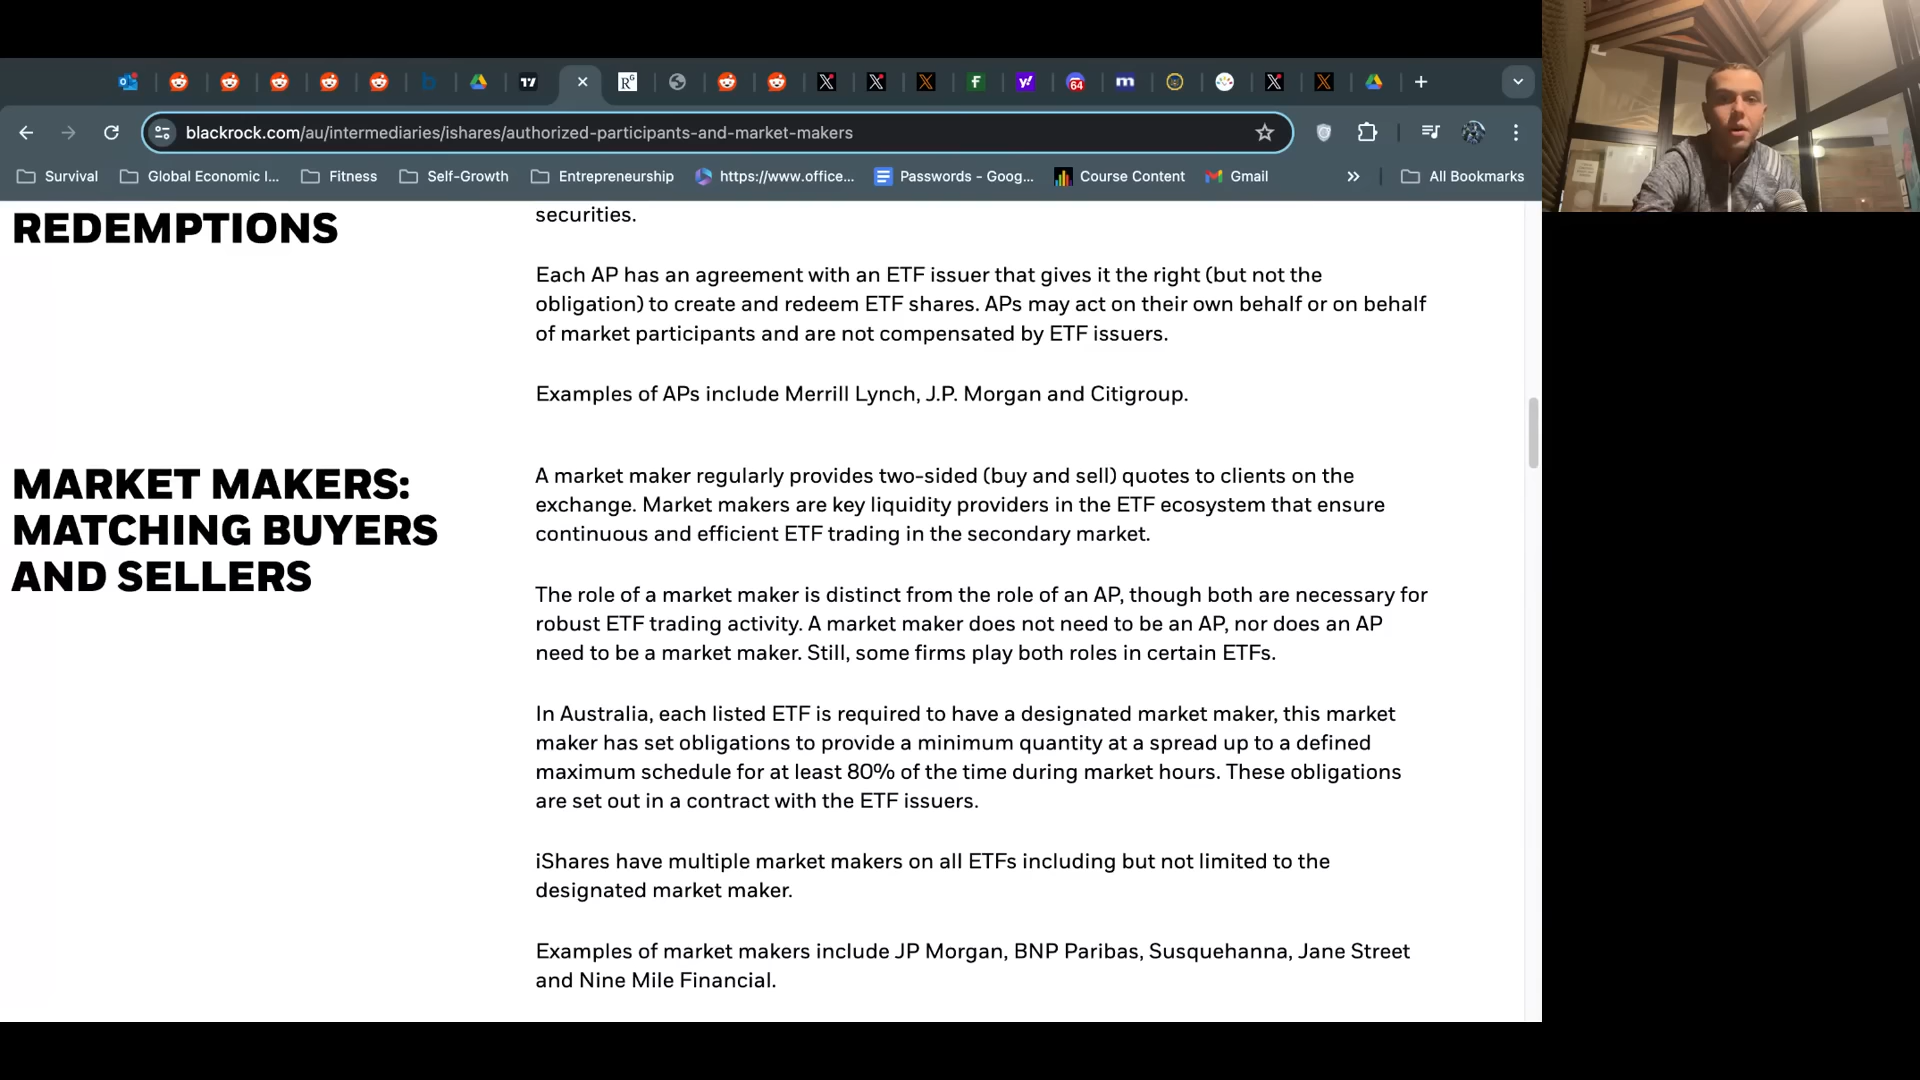 blackrock.com/au/intermediaries/ishares/authorized-participants-and-market-makers
Survival
Global Economic I...
Fitness
Self-Growth
Entrepreneurship
https://www.office...
Passwords - Goog...
Course Content
Gmail
»
All Bookmarks
REDEMPTIONS
securities.
Each AP has an agreement with an ETF issuer that gives it the right (but not the
obligation) to create and redeem ETF shares. APs may act on their own behalf or on behalf
of market participants and are not compensated by ETF issuers.
Examples of APs include Merrill Lynch, J.P. Morgan and Citigroup.
MARKET MAKERS:
MATCHING BUYERS
AND SELLERS
A market maker regularly provides two-sided (buy and sell) quotes to clients on the
exchange. Market makers are key liquidity providers in the ETF ecosystem that ensure
continuous and efficient ETF trading in the secondary market.
The role of a market maker is distinct from the role of an AP, though both are necessary for
robust ETF trading activity. A market maker does not need to be an AP, nor does an AP
need to be a market maker. Still, some firms play both roles in certain ETFs.
In Australia, each listed ETF is required to have a designated market maker, this market
maker has set obligations to provide a minimum quantity at a spread up to a defined
maximum schedule for at least 80% of the time during market hours. These obligations
are set out in a contract with the ETF issuers.
iShares have multiple market makers on all ETFs including but not limited to the
designated market maker.
Examples of market makers include JP Morgan, BNP Paribas, Susquehanna, Jane Street
and Nine Mile Financial.